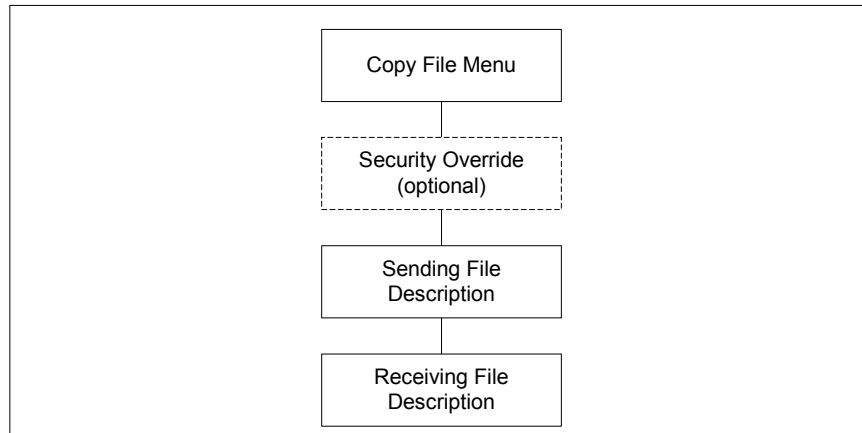 Copy File Menu
Security Override
(optional)
Sending File
Description
Receiving File
Description